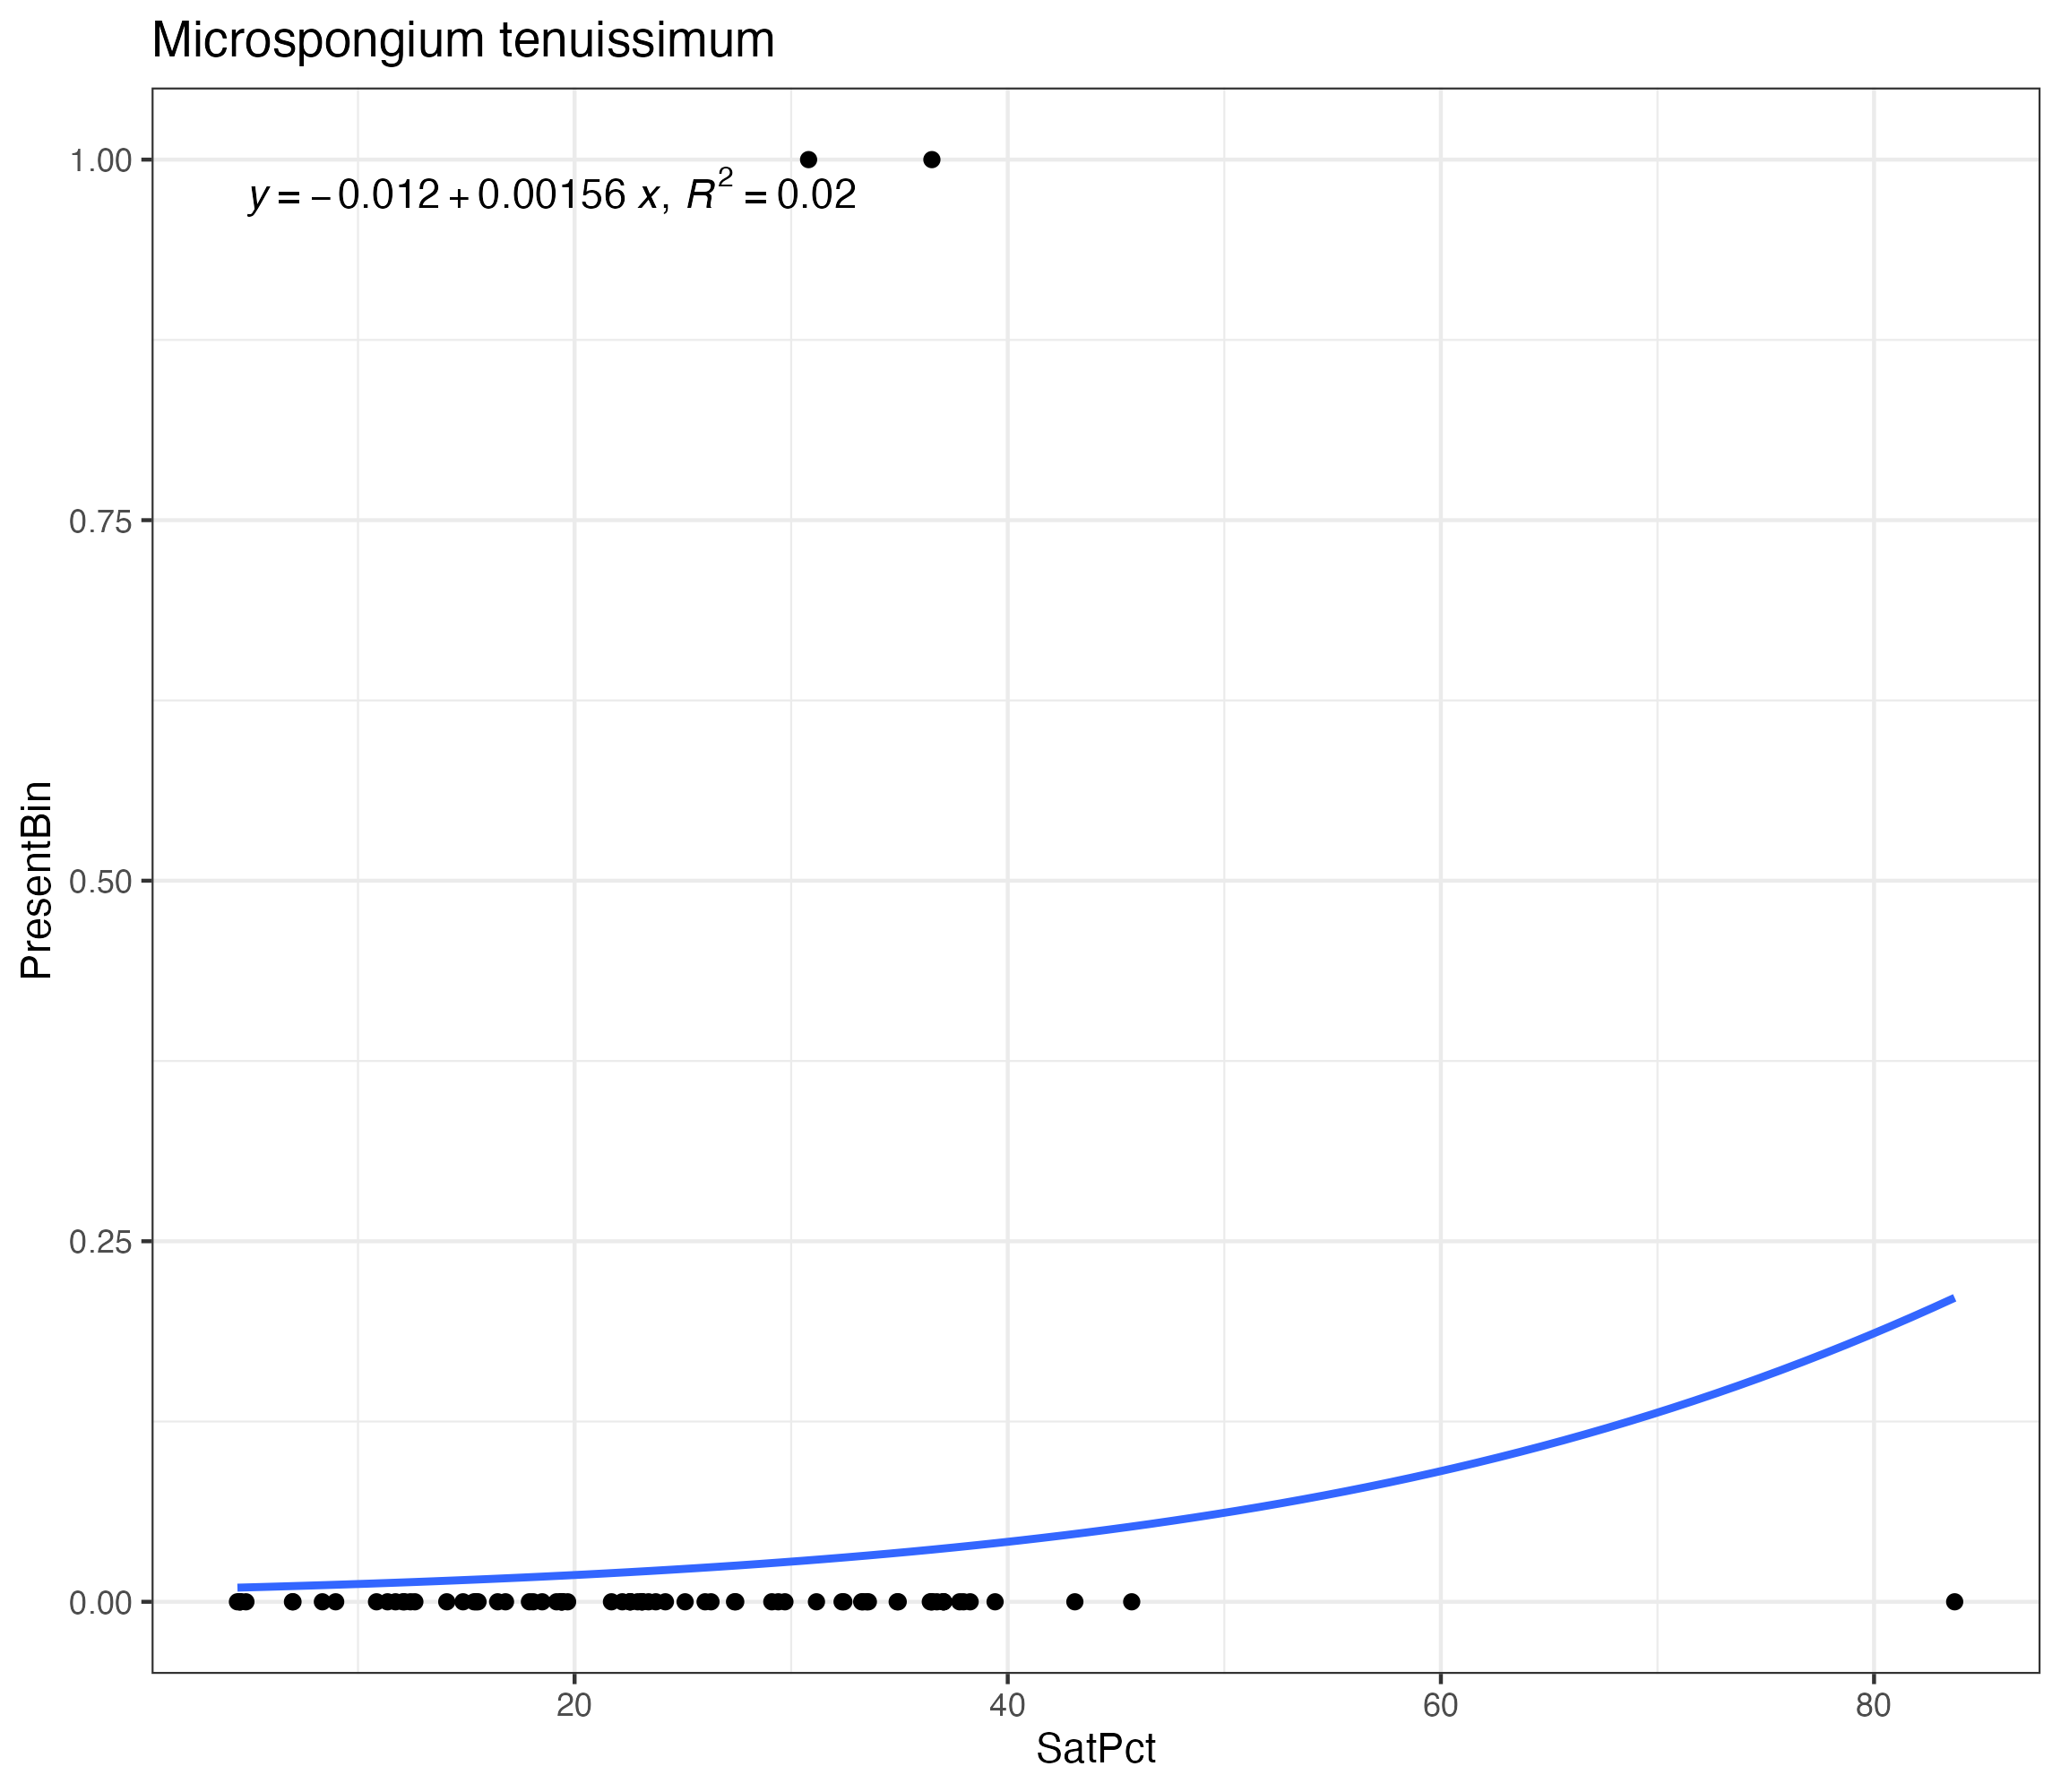 Microspongium tenuissimum
1.00
y = −0.012 + 0.00156 x, R² = 0.02
0.75
PresentBin
0.50
0.25
0.00
20 40 60 80
SatPct